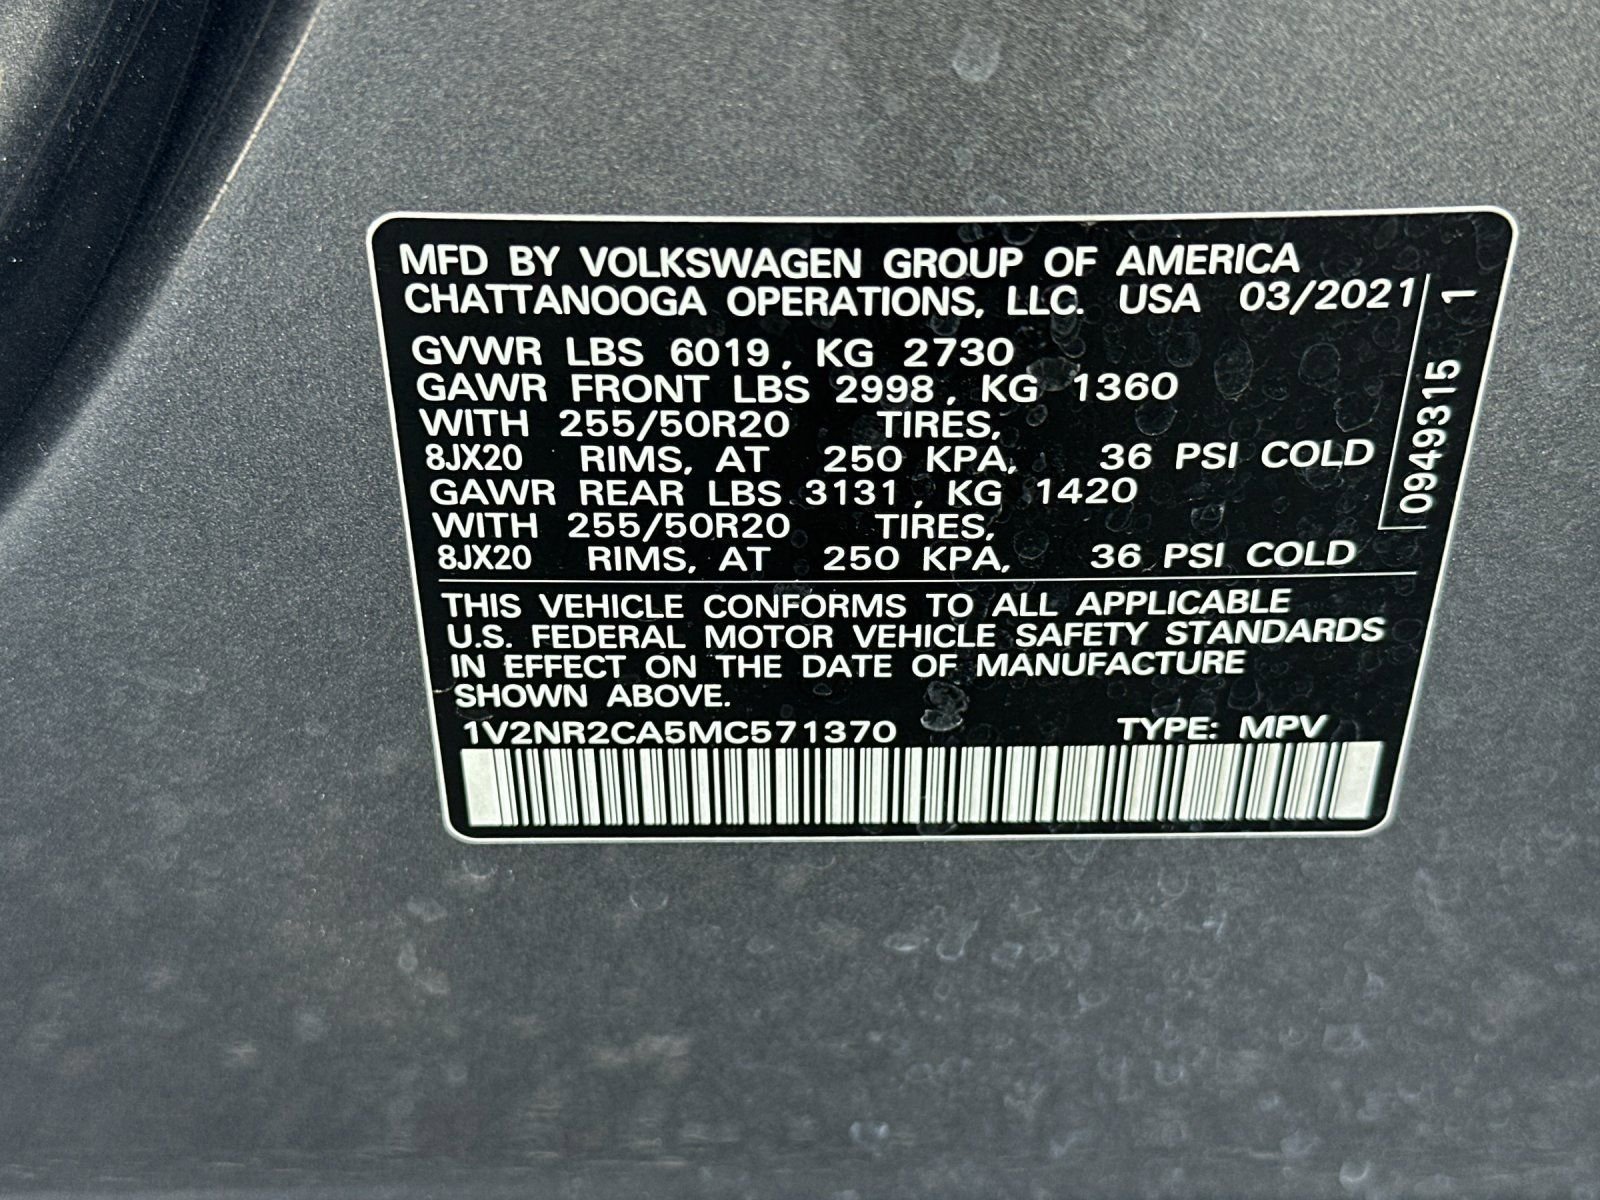 MFD BY VOLKSWAGEN GROUP OF AMERICA
CHATTANOOGA OPERATIONS, LLC. USA 03/2021
GVWR LBS 6019, KG 2730
GAWR FRONT LBS 2998, KG 1360
WITH 255/50R20 TIRES,
8JX20 RIMS, AT 250 KPA, 36 PSI COLD
GAWR REAR LBS 3131, KG 1420
WITH 255/50R20 TIRES,
8JX20 RIMS, AT 250 KPA, 36 PSI COLD
0949315 1
THIS VEHICLE CONFORMS TO ALL APPLICABLE
U.S. FEDERAL MOTOR VEHICLE SAFETY STANDARDS
IN EFFECT ON THE DATE OF MANUFACTURE
SHOWN ABOVE.
1V2NR2CA5MC571370 TYPE: MPV